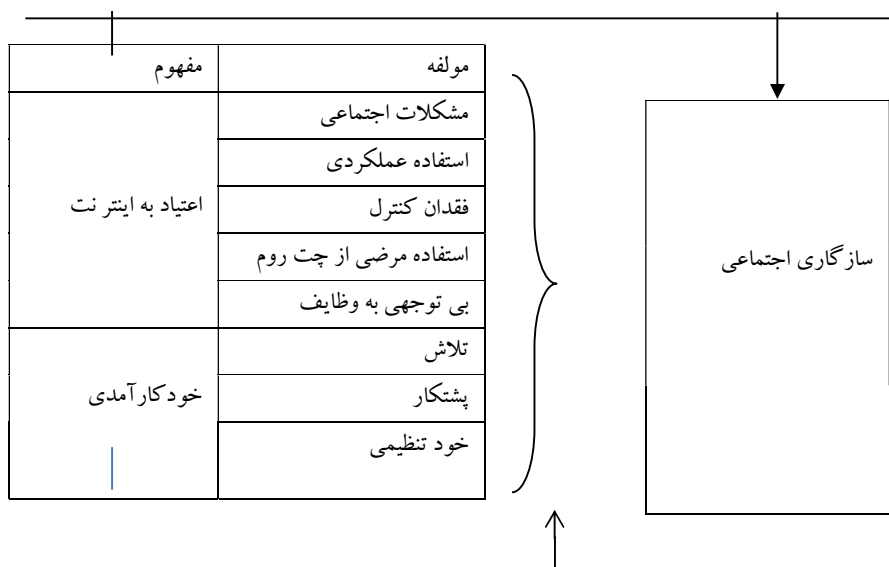 مفهوم مولفه
اعتیاد به اینتر نت
مشکلات اجتماعی
استفاده عملکردی
فقدان کنترل
استفاده مرضی از چت روم
بی توجهی به وظایف
خودکارآمدی
تلاش
پشتکار
خود تنظیمی
سازگاری اجتماعی